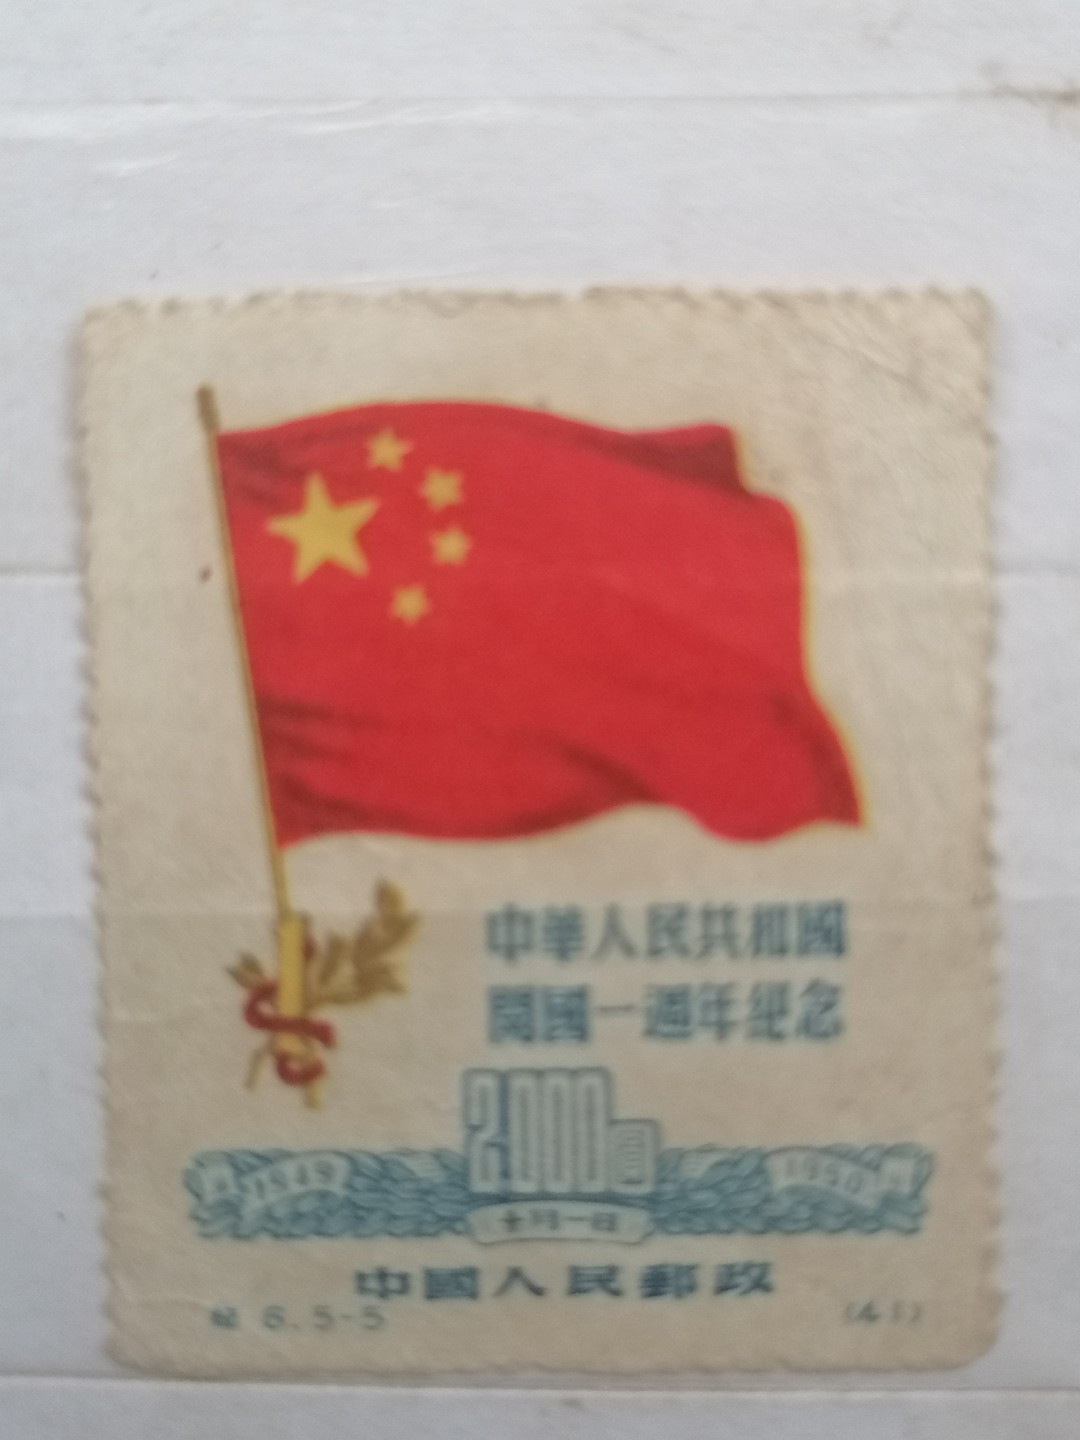 中華人民共和國
開國一週年紀念
2000圓
1949 1950
十月一日
中國人民郵政
紀 6.5-5 (41)